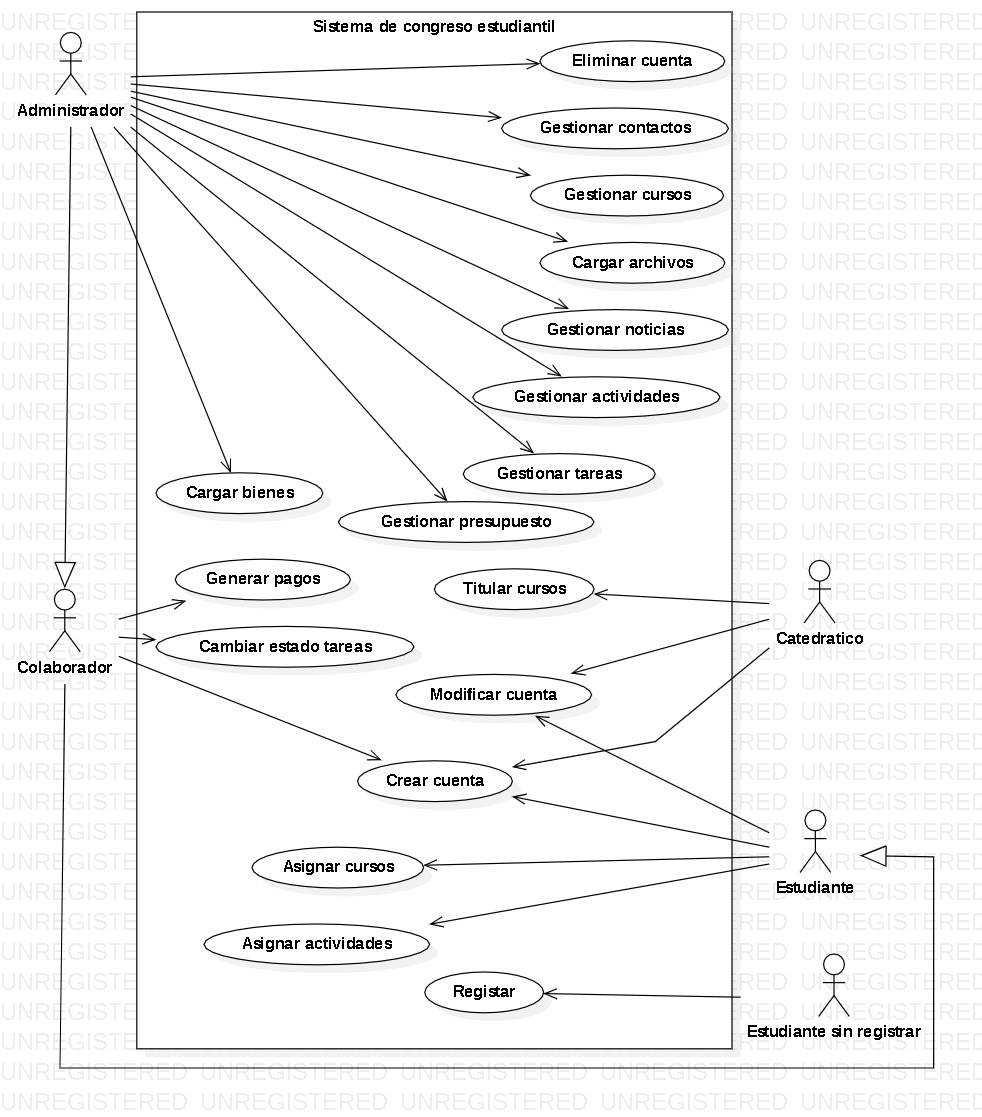 Sistema de congreso estudiantil
Eliminar cuenta
Administrador
Gestionar contactos
Gestionar cursos
Cargar archivos
Gestionar noticias
Gestionar actividades
Gestionar tareas
Cargar bienes
Gestionar presupuesto
Generar pagos
Titular cursos
Catedratico
Cambiar estado tareas
Colaborador
Modificar cuenta
Crear cuenta
Asignar cursos
Estudiante
Asignar actividades
Registar
Estudiante sin registrar
UNREGISTERED UNREGISTERED UNREGISTERED UNREGISTERED UNREGISTERED